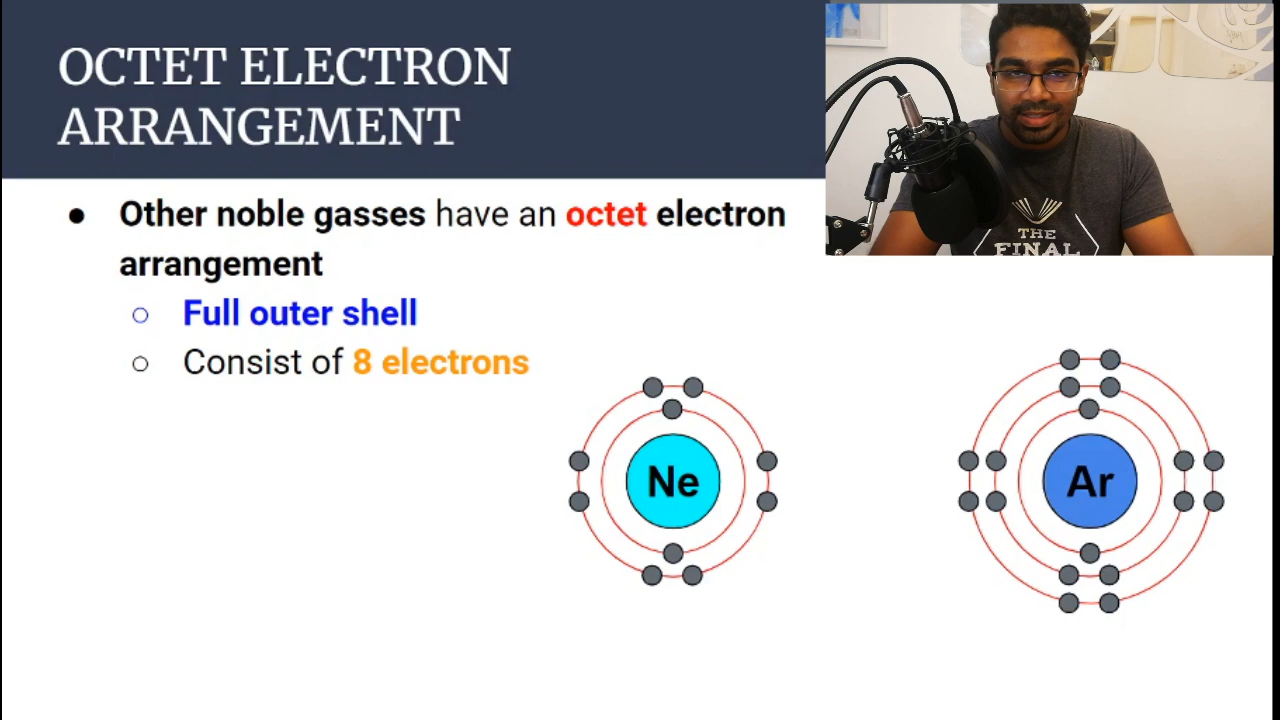 OCTET ELECTRON
ARRANGEMENT
● Other noble gasses have an octet electron
arrangement
○ Full outer shell
○ Consist of 8 electrons
Ne
Ar
THE
FINAL